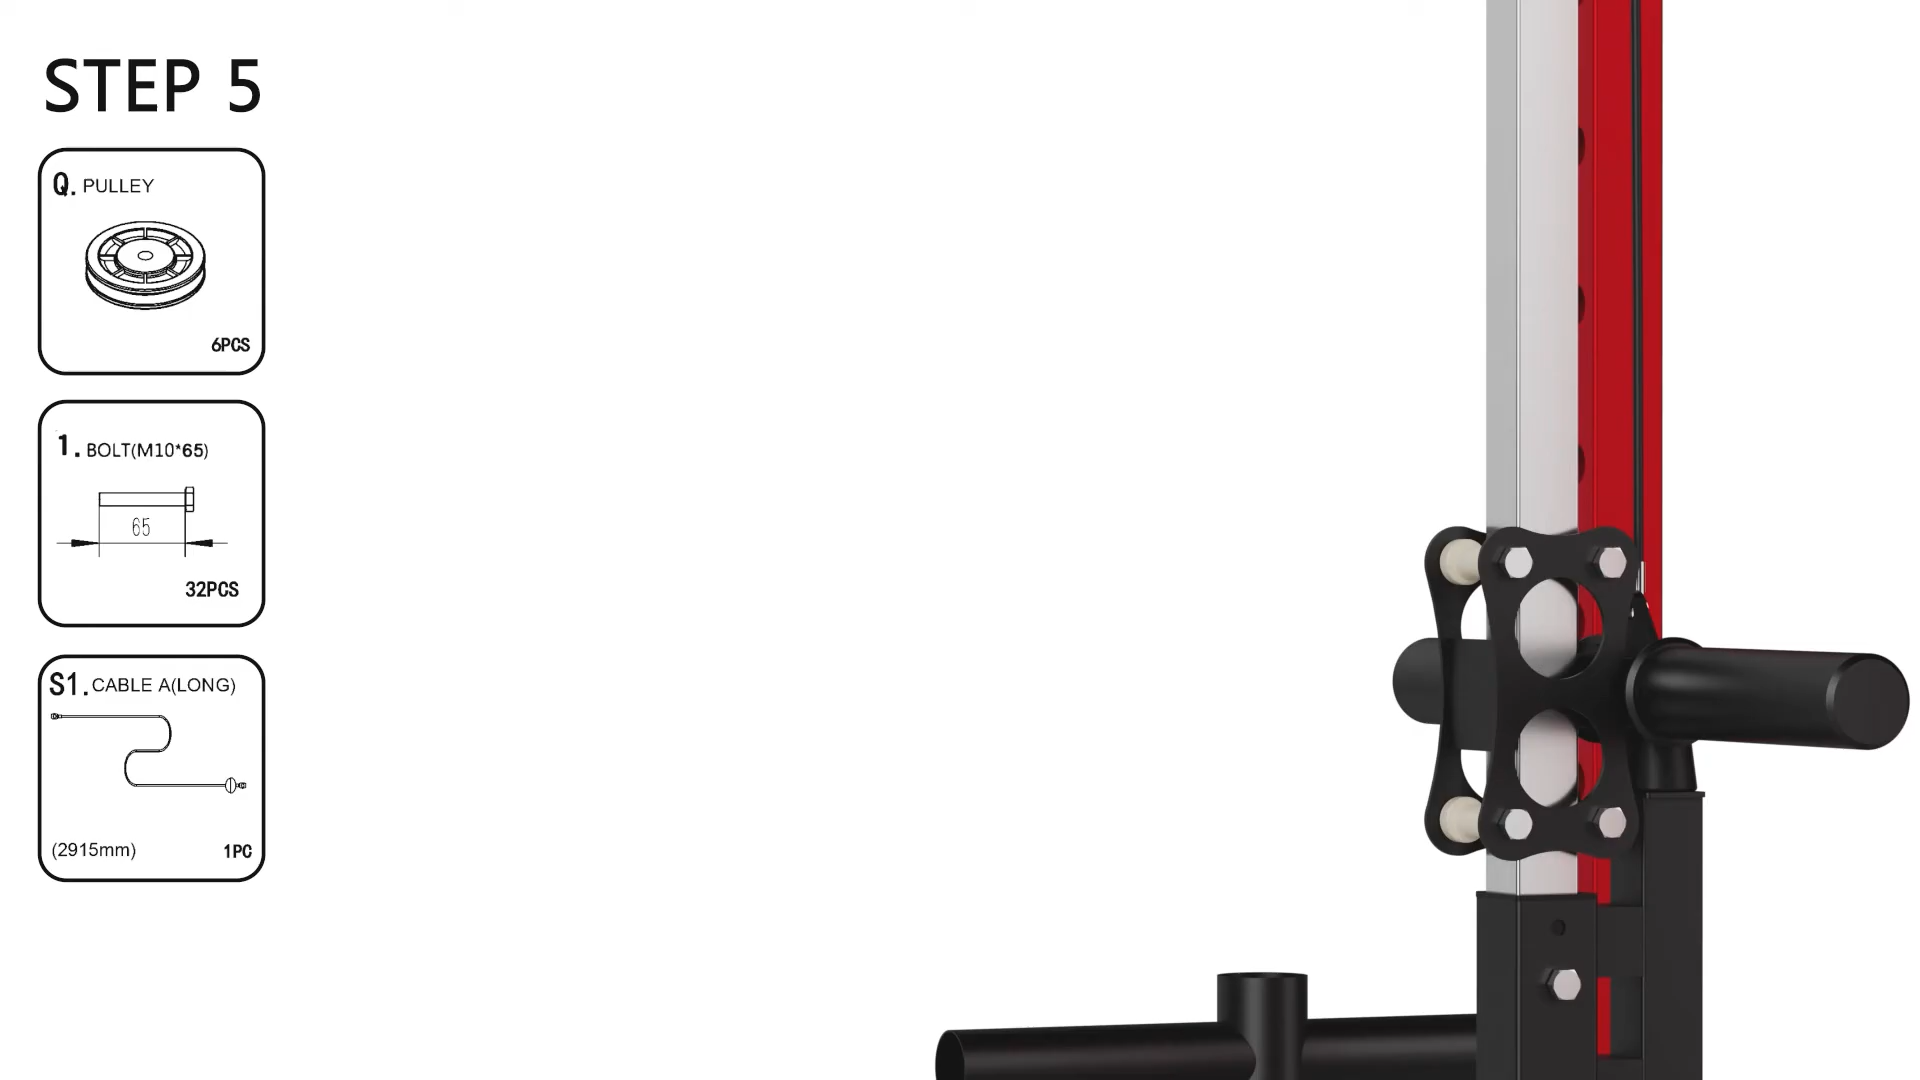 STEP 5
Q. PULLEY
6PCS
1. BOLT(M10*65)
65
32PCS
S1. CABLE A(LONG)
(2915mm) 1PC